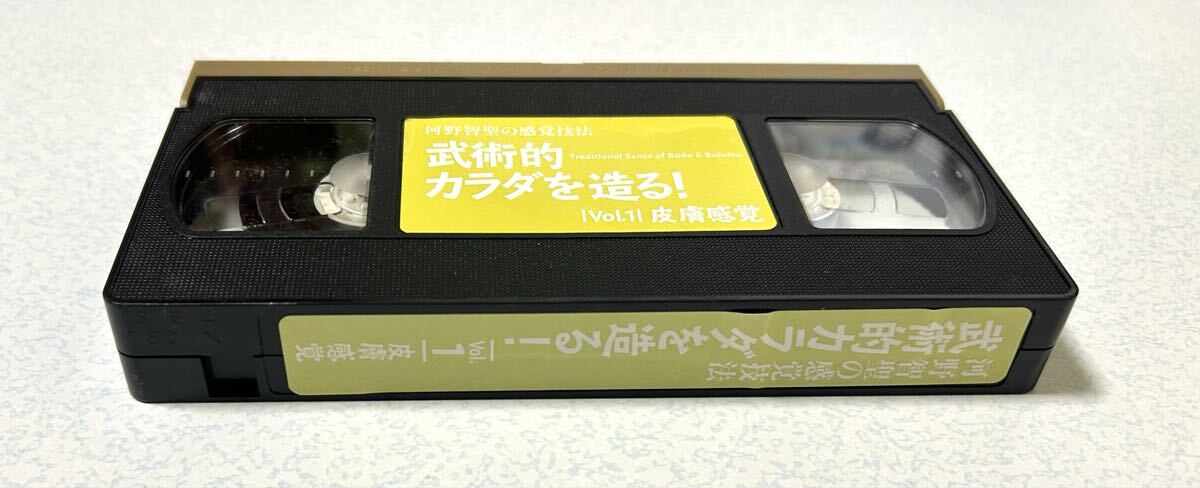 河野智聖の感覚技法
武術的
Traditional Sense of Budo & Bujutsu
カラダを造る!
Vol.1 皮膚感覚
河野智聖の感覚技法
武術的カラダを造る!
Vol.1 皮膚感覚